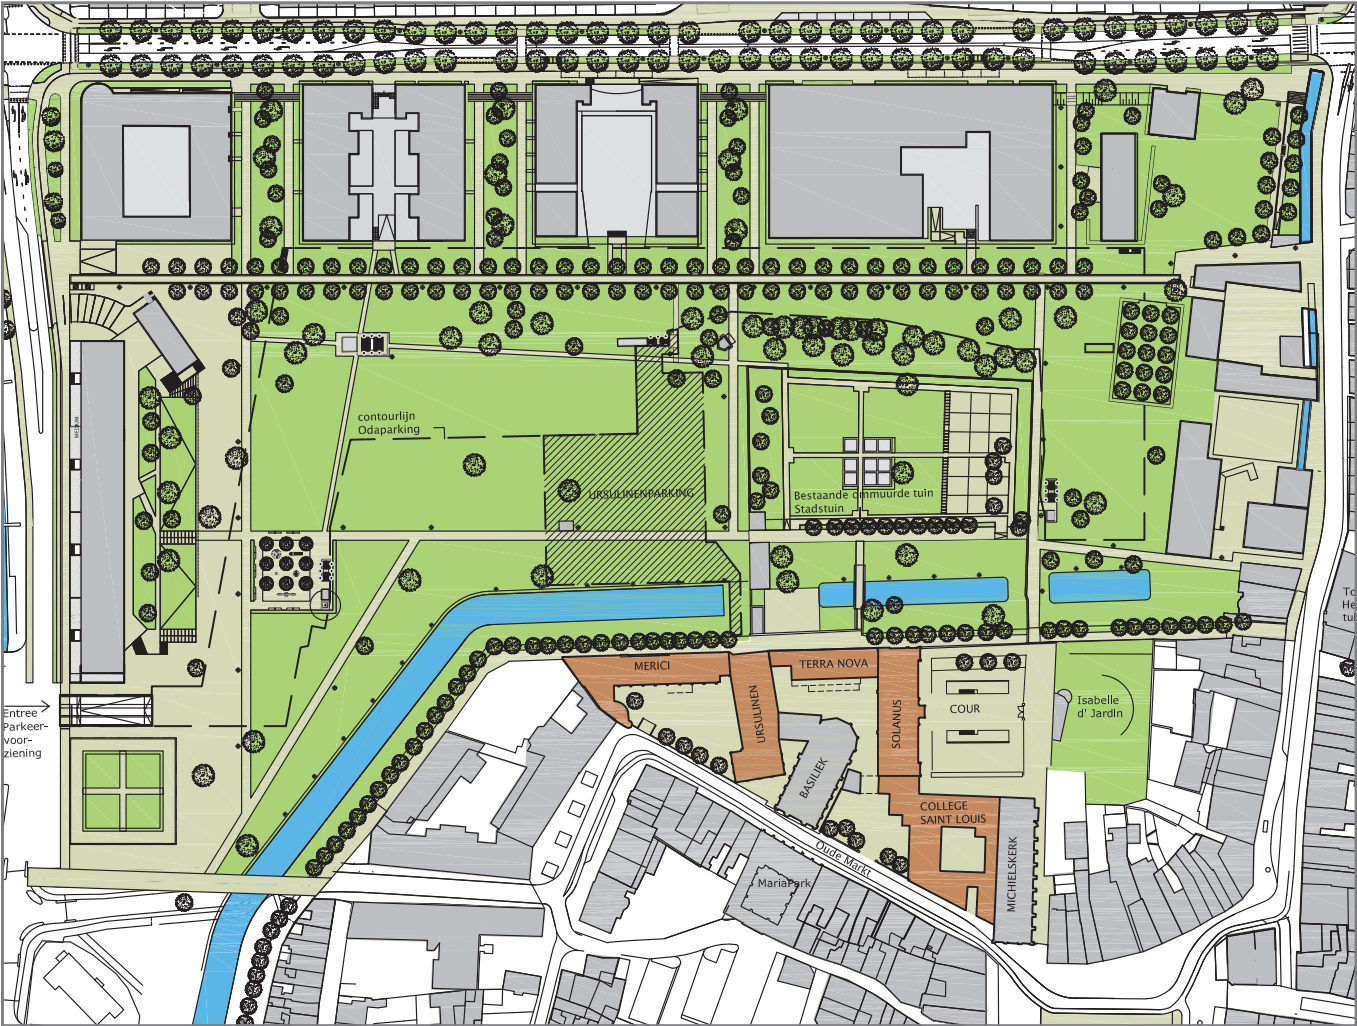 contourlijn
Odaparking
URSULINENPARKING
Bestaande ommuurde tuin
Stadstuin
MERICI
TERRA NOVA
URSULINEN
SOLANUS
COUR
Isabelle
d' JardIn
Entree
Parkeer-
voor-
ziening
BASILIEK
COLLEGE
SAINT LOUIS
MICHIELSKERK
Oude Markt
MariaPark